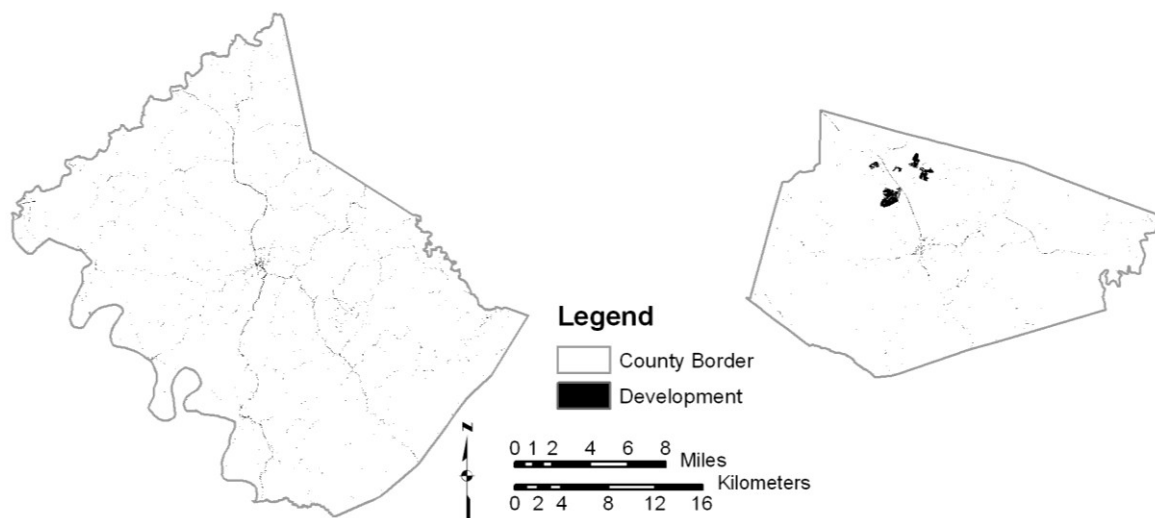 Legend
County Border
Development
N
0 1 2 4 6 8
Miles
Kilometers
0 2 4 8 12 16